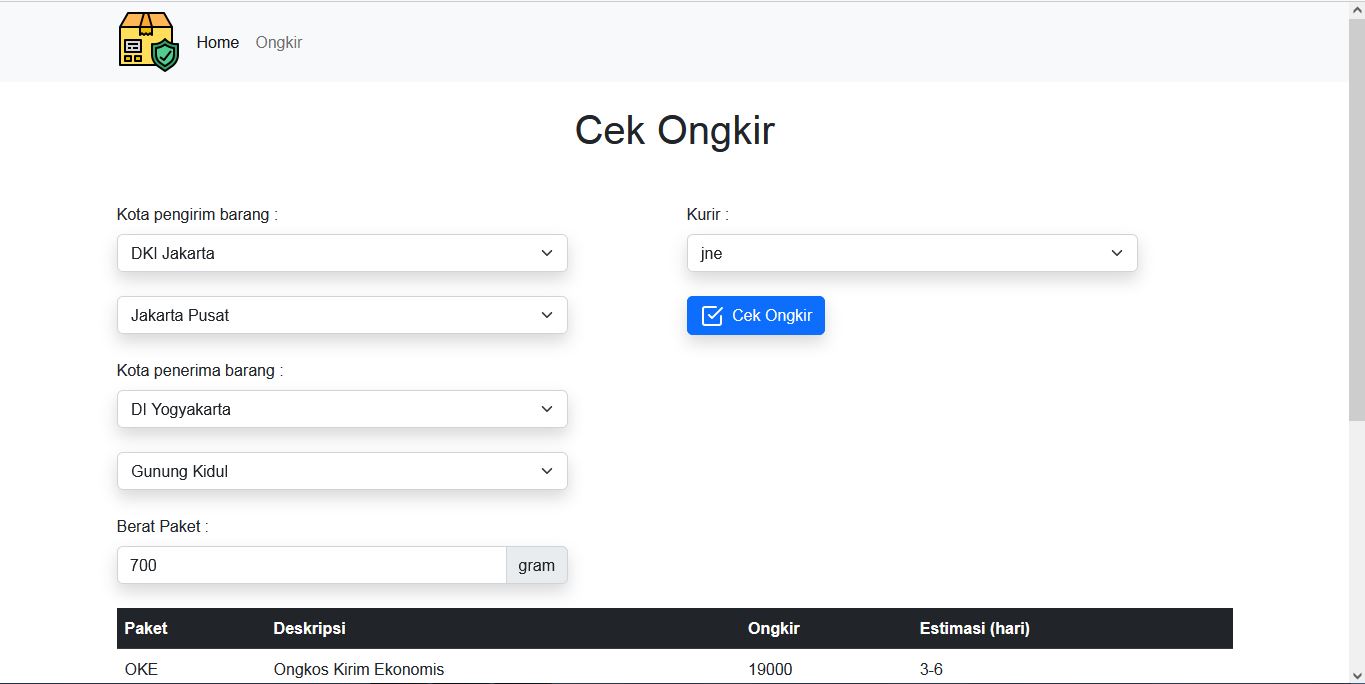 Home Ongkir
Cek Ongkir
Kota pengirim barang :
DKI Jakarta
Jakarta Pusat
Kota penerima barang :
DI Yogyakarta
Gunung Kidul
Berat Paket :
700 gram
Kurir :
jne
Cek Ongkir
Paket Deskripsi Ongkir Estimasi (hari)
OKE Ongkos Kirim Ekonomis 19000 3-6